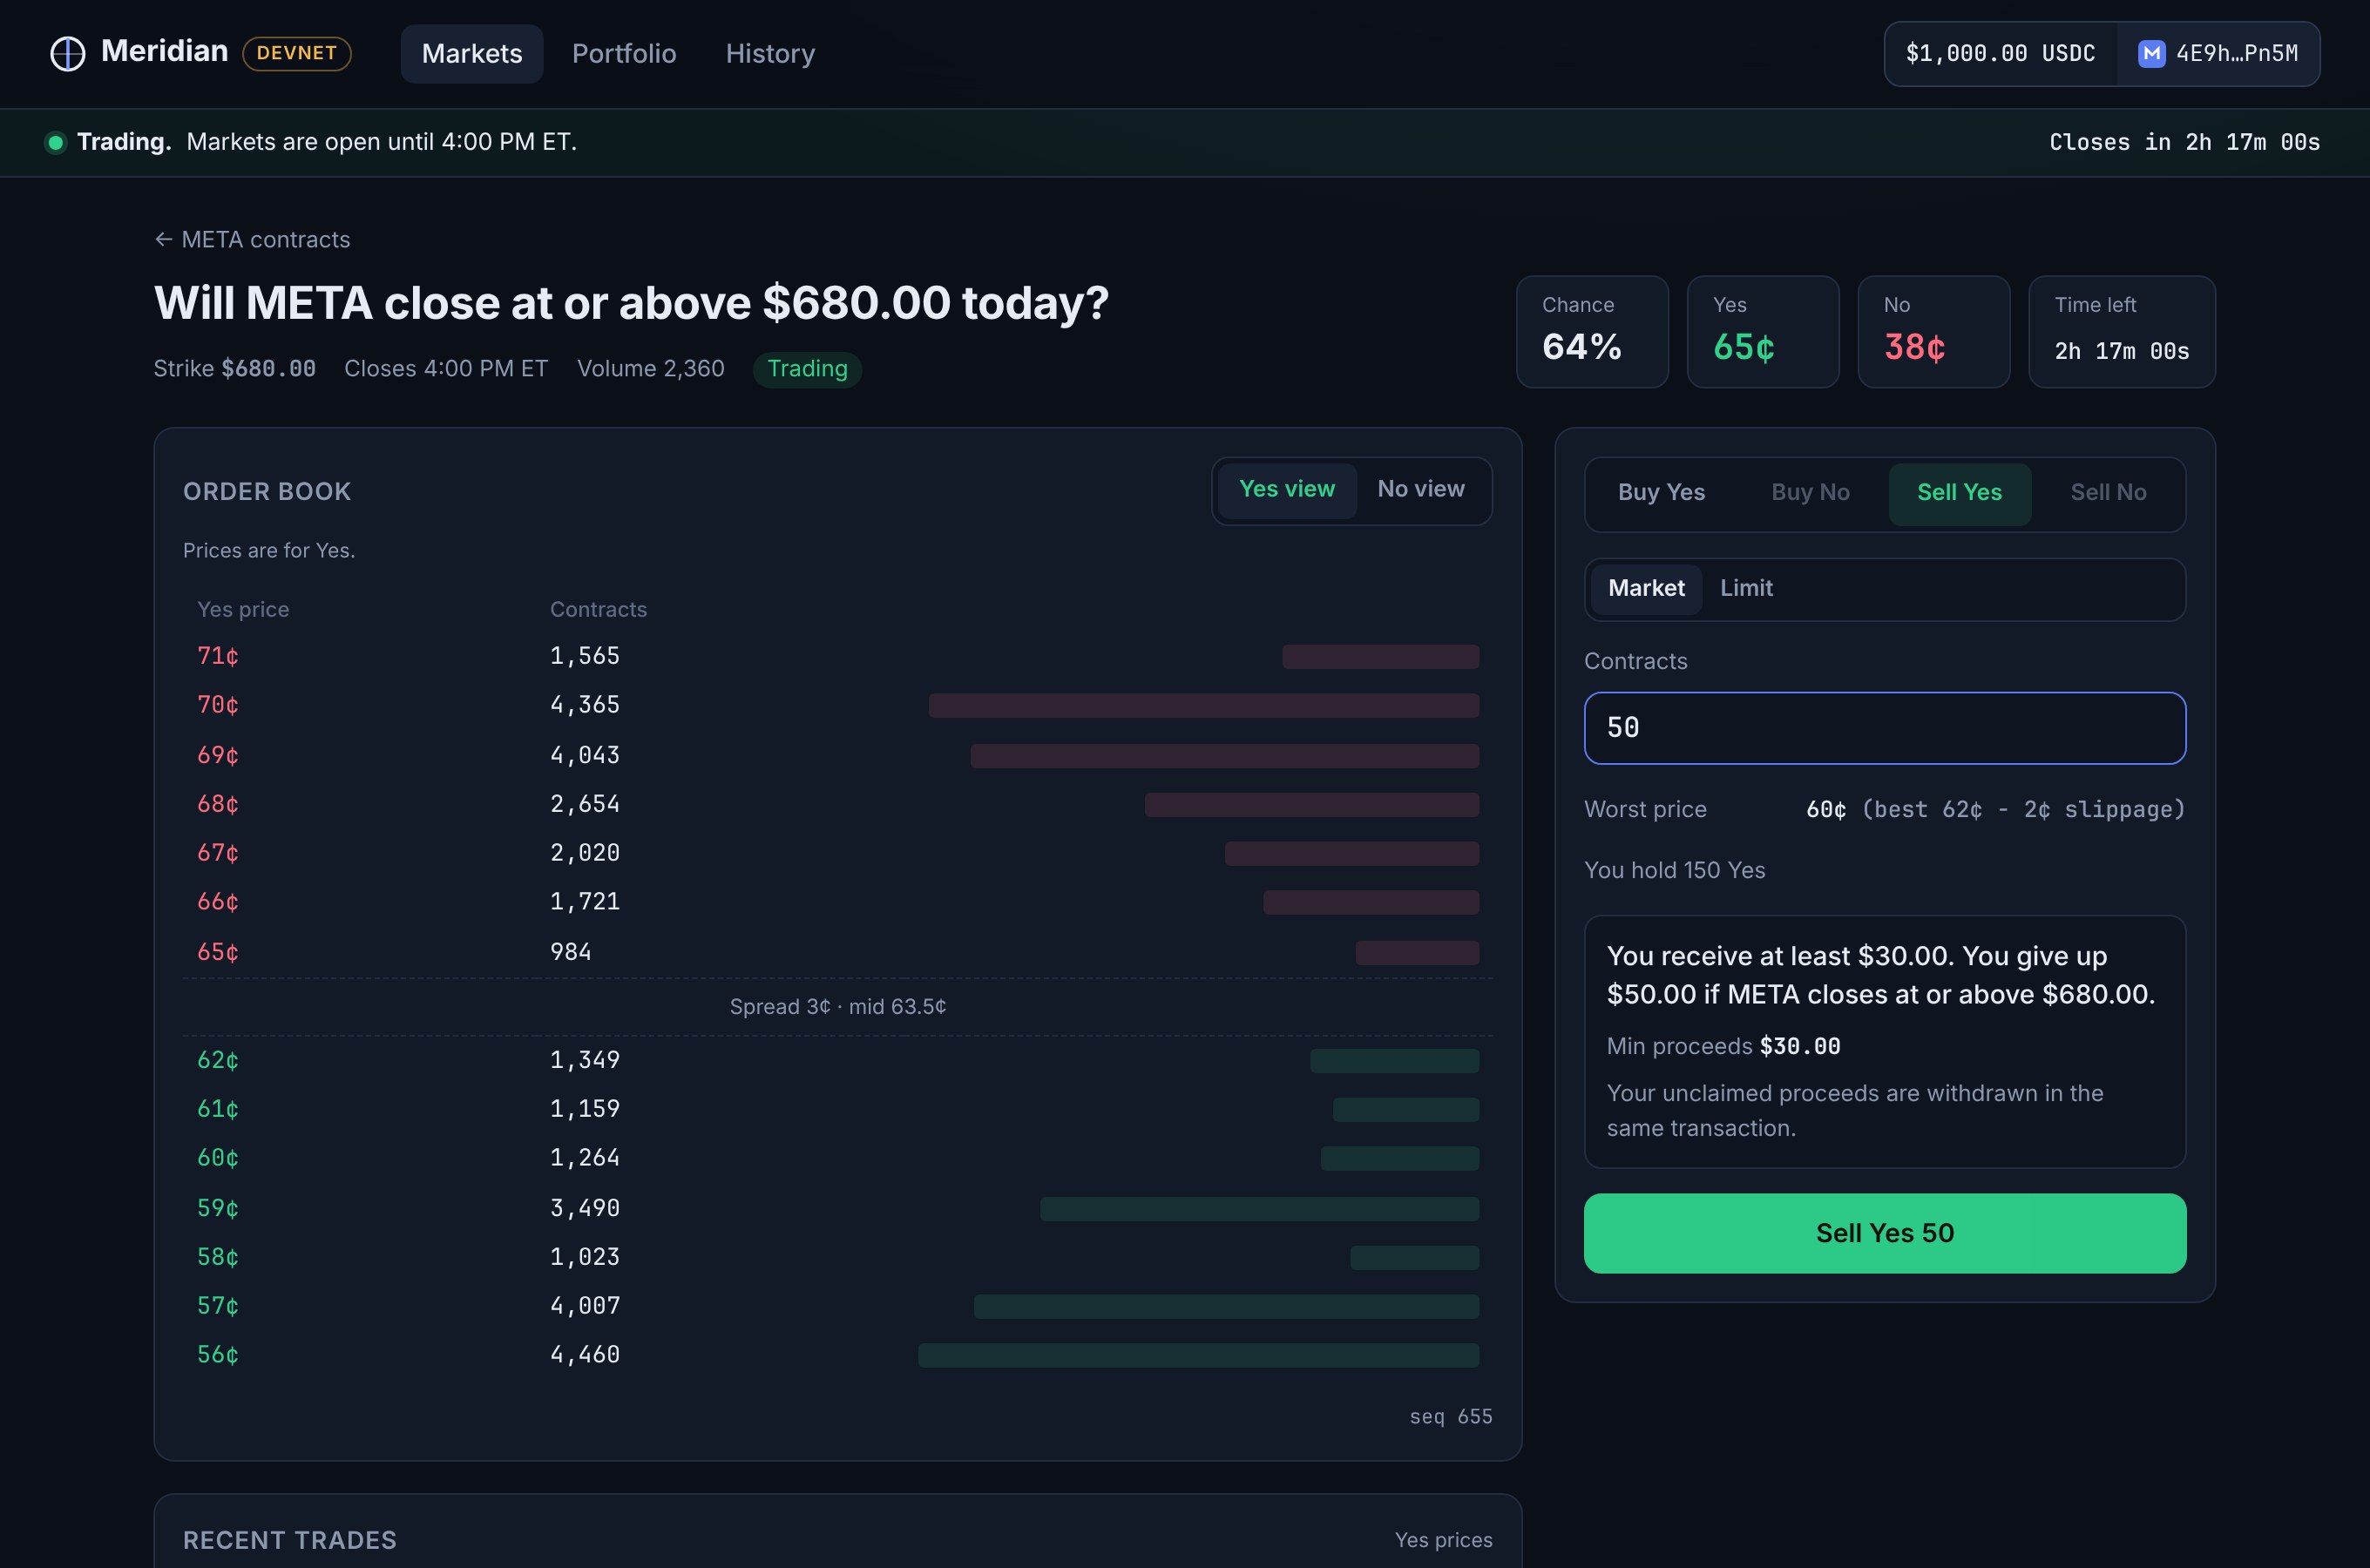 Meridian DEVNET Markets Portfolio History $1,000.00 USDC 4E9h…Pn5M
Trading. Markets are open until 4:00 PM ET. Closes in 2h 17m 00s
← META contracts
Will META close at or above $680.00 today?
Strike $680.00 Closes 4:00 PM ET Volume 2,360 Trading
Chance
64%
Yes
65¢
No
38¢
Time left
2h 17m 00s
ORDER BOOK Yes view No view
Prices are for Yes.
Yes price Contracts
71¢ 1,565
70¢ 4,365
69¢ 4,043
68¢ 2,654
67¢ 2,020
66¢ 1,721
65¢ 984
Spread 3¢ · mid 63.5¢
62¢ 1,349
61¢ 1,159
60¢ 1,264
59¢ 3,490
58¢ 1,023
57¢ 4,007
56¢ 4,460
seq 655
RECENT TRADES Yes prices
Buy Yes Buy No Sell Yes Sell No
Market Limit
Contracts
50
Worst price 60¢ (best 62¢ - 2¢ slippage)
You hold 150 Yes
You receive at least $30.00. You give up
$50.00 if META closes at or above $680.00.
Min proceeds $30.00
Your unclaimed proceeds are withdrawn in the
same transaction.
Sell Yes 50